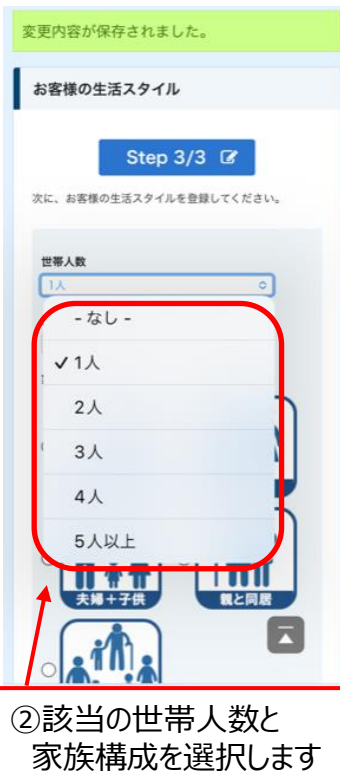 変更内容が保存されました。
お客様の生活スタイル
Step 3/3
次に、お客様の生活スタイルを登録してください。
世帯人数
1人
- なし -
✓ 1人
2人
3人
4人
5人以上
夫婦+子供
親と同居
②該当の世帯人数と
家族構成を選択します